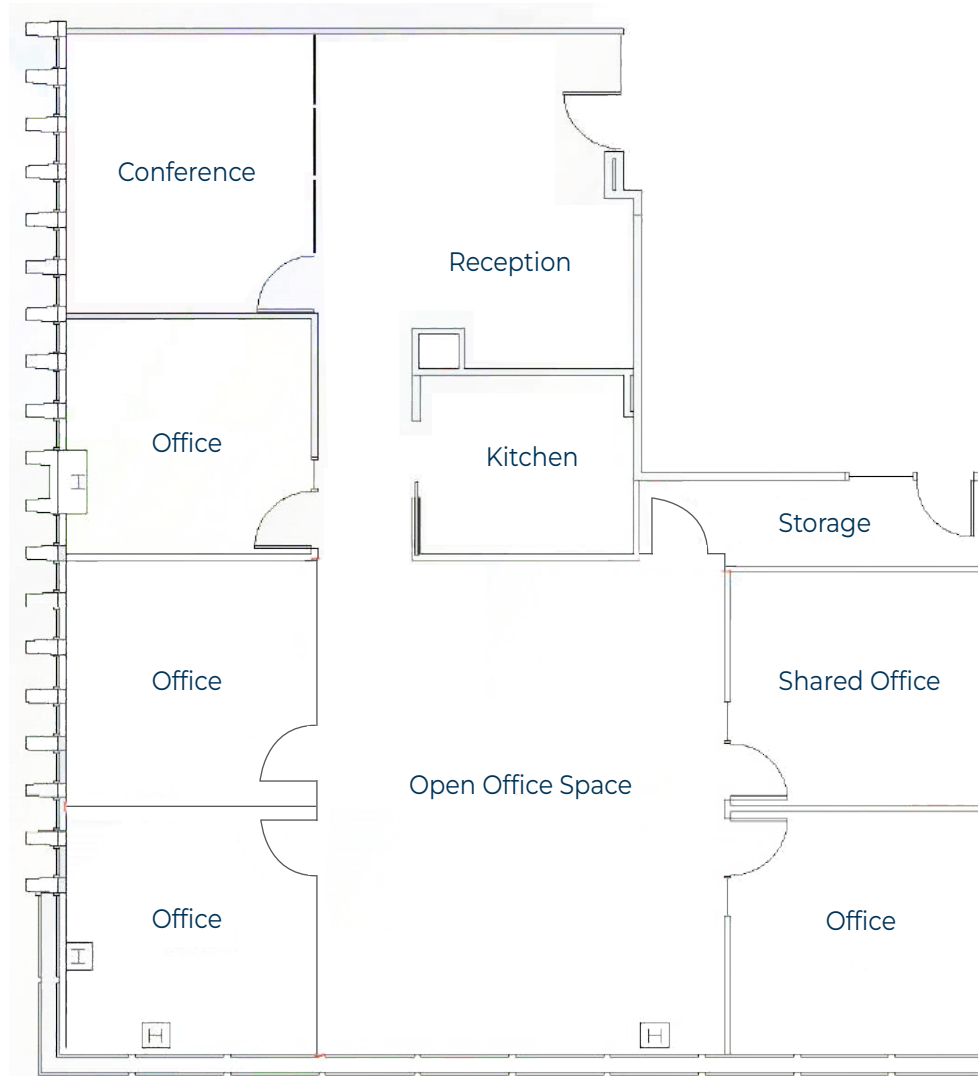 Conference
Reception
Office
Kitchen
H
Storage
Office
Shared Office
Open Office Space
Office
Office
H
H
H